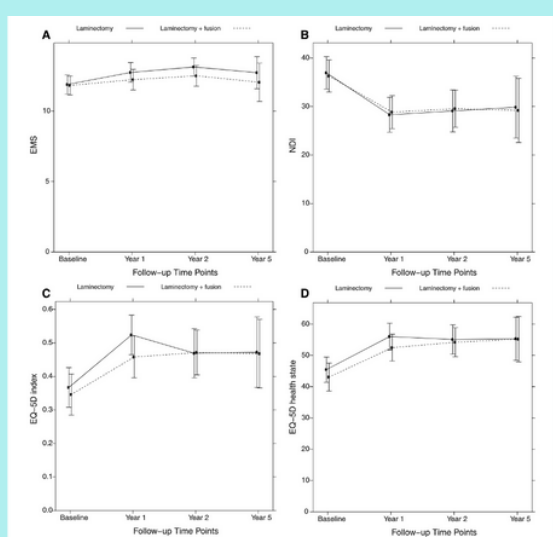 Laminectomy Laminectomy + fusion
A
10
5
0
EMS
Baseline Year 1 Year 2 Year 5
Follow-up Time Points
Laminectomy Laminectomy + fusion
B
40
30
20
10
0
NDI
Baseline Year 1 Year 2 Year 5
Follow-up Time Points
Laminectomy Laminectomy + fusion
C
0.6
0.5
0.4
0.3
0.2
0.1
0.0
EQ-5D index
Baseline Year 1 Year 2 Year 5
Follow-up Time Points
Laminectomy Laminectomy + fusion
D
60
50
40
30
20
10
0
EQ-5D health state
Baseline Year 1 Year 2 Year 5
Follow-up Time Points